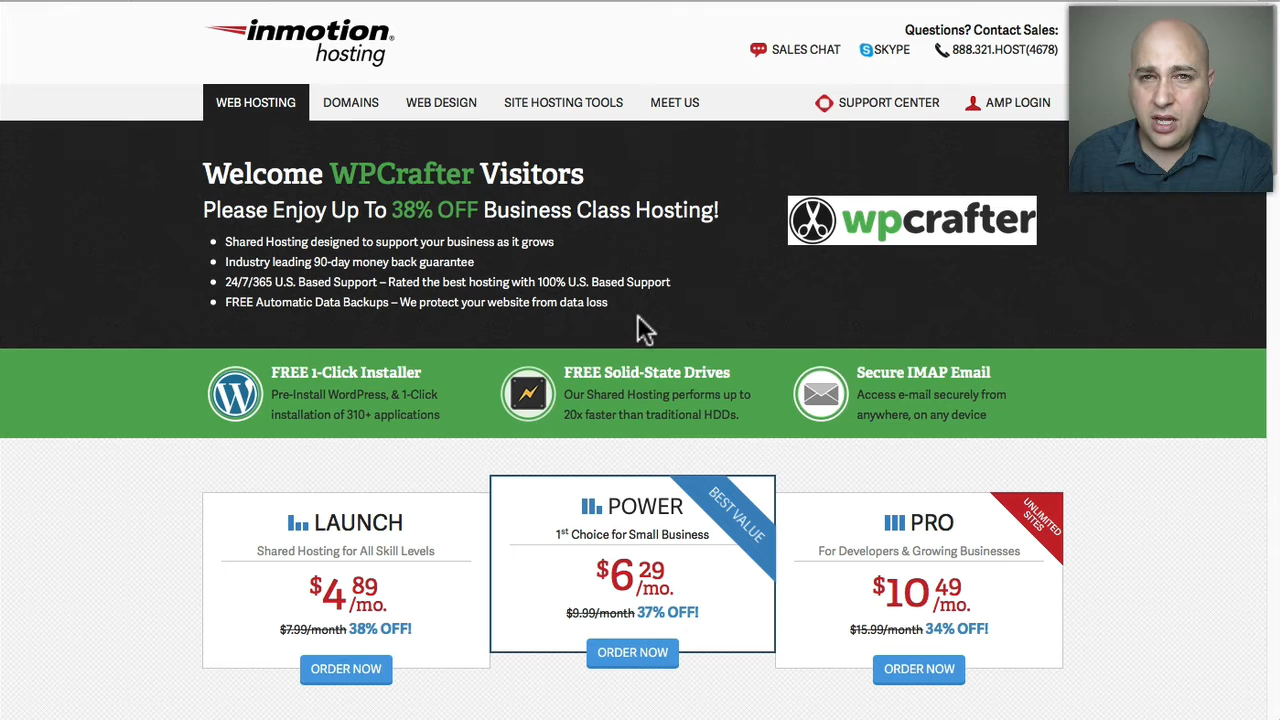 inmotion®
hosting
Questions? Contact Sales:
SALES CHAT SKYPE 888.321.HOST(4678)
WEB HOSTING DOMAINS WEB DESIGN SITE HOSTING TOOLS MEET US SUPPORT CENTER AMP LOGIN
Welcome WPCrafter Visitors
Please Enjoy Up To 38% OFF Business Class Hosting!
Shared Hosting designed to support your business as it grows
Industry leading 90-day money back guarantee
24/7/365 U.S. Based Support – Rated the best hosting with 100% U.S. Based Support
FREE Automatic Data Backups – We protect your website from data loss
wpcrafter
FREE 1-Click Installer
Pre-Install WordPress, & 1-Click
installation of 310+ applications
FREE Solid-State Drives
Our Shared Hosting performs up to
20x faster than traditional HDDs.
Secure IMAP Email
Access e-mail securely from
anywhere, on any device
LAUNCH
Shared Hosting for All Skill Levels
$4 89 /mo.
$7.99/month 38% OFF!
ORDER NOW
BEST VALUE
POWER
1st Choice for Small Business
$6 29 /mo.
$9.99/month 37% OFF!
ORDER NOW
UNLIMITED
SITES
PRO
For Developers & Growing Businesses
$10 49 /mo.
$15.99/month 34% OFF!
ORDER NOW